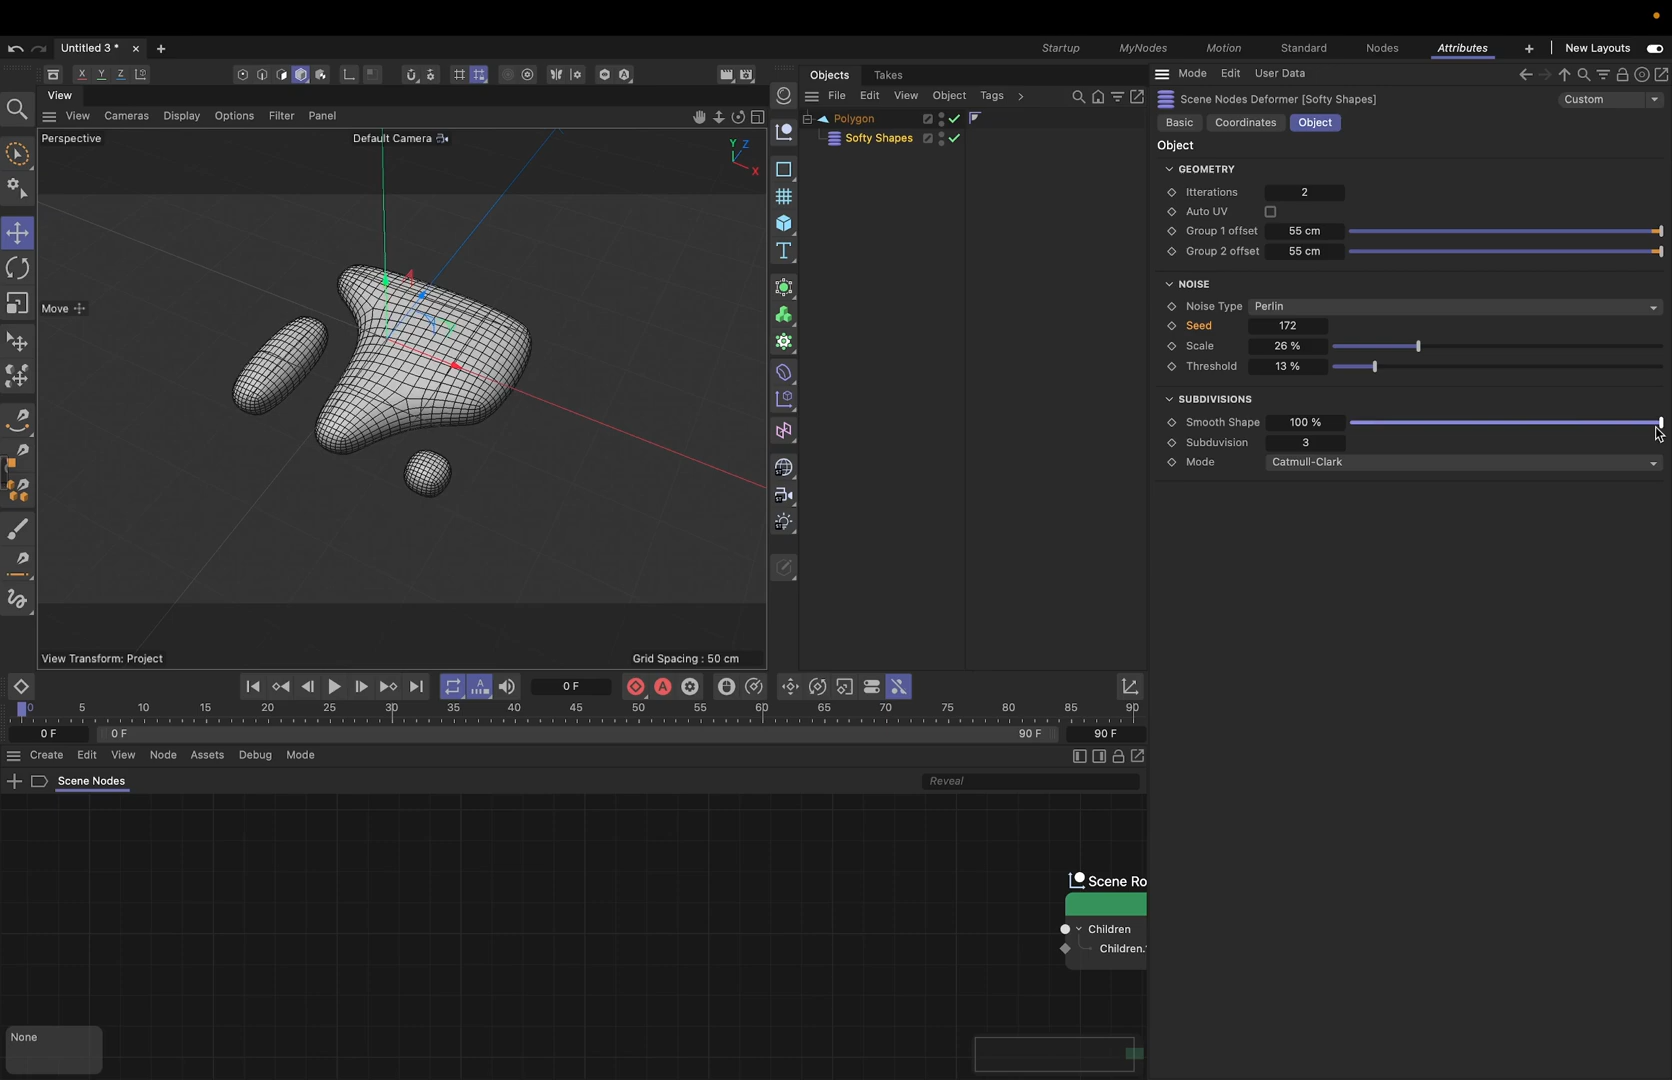 Untitled 3 *
Startup
MyNodes
Motion
Standard
Nodes
Attributes
New Layouts
X Y Z
View
View Cameras Display Options Filter Panel
Perspective
Default Camera
Y Z
X
Move
View Transform: Project
Grid Spacing : 50 cm
Objects Takes
File Edit View Object Tags
Polygon
Softy Shapes
Mode Edit User Data
Scene Nodes Deformer [Softy Shapes]
Custom
Basic Coordinates Object
Object
GEOMETRY
Itterations 2
Auto UV
Group 1 offset 55 cm
Group 2 offset 55 cm
NOISE
Noise Type Perlin
Seed 172
Scale 26 %
Threshold 13 %
SUBDIVISIONS
Smooth Shape 100 %
Subduvision 3
Mode Catmull-Clark
0 F
0 5 10 15 20 25 30 35 40 45 50 55 60 65 70 75 80 85 90
0 F 0 F 90 F 90 F
Create Edit View Node Assets Debug Mode
Scene Nodes
Reveal
Scene Ro
Children
Children.
None